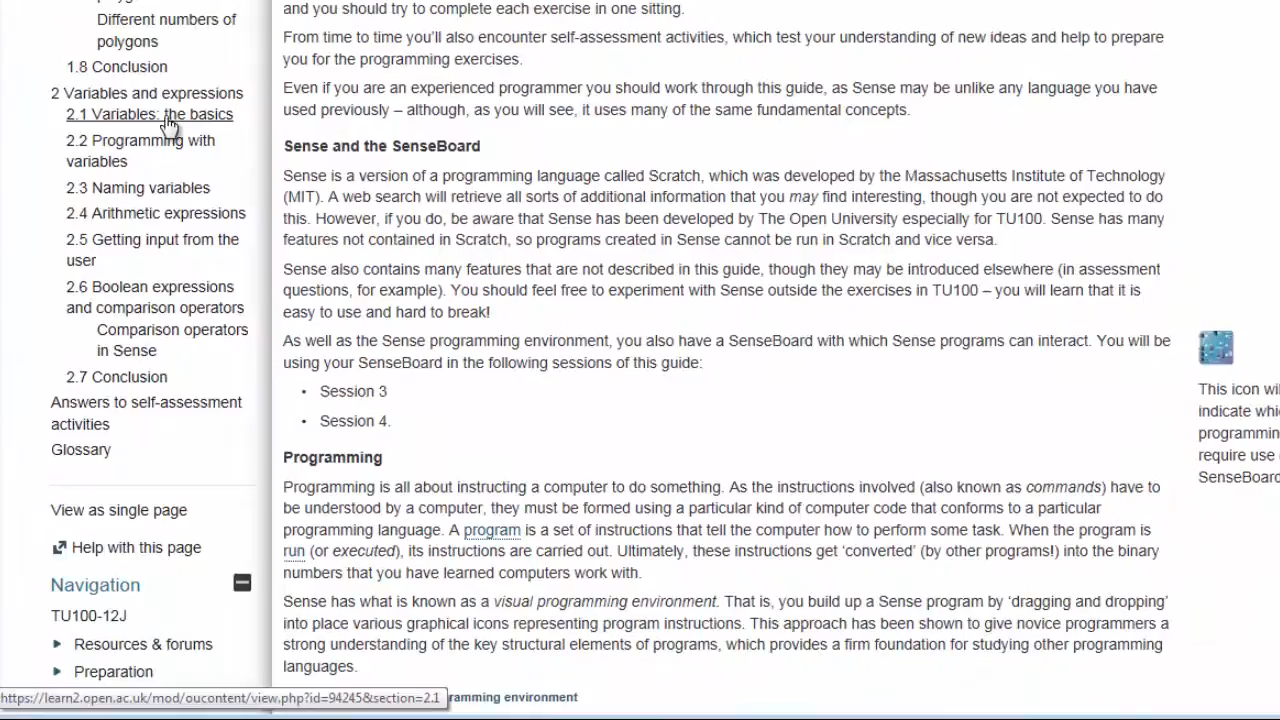 Different numbers of
polygons
1.8 Conclusion
2 Variables and expressions
2.1 Variables: the basics
2.2 Programming with
variables
2.3 Naming variables
2.4 Arithmetic expressions
2.5 Getting input from the
user
2.6 Boolean expressions
and comparison operators
Comparison operators
in Sense
2.7 Conclusion
Answers to self-assessment
activities
Glossary
View as single page
Help with this page
Navigation
TU100-12J
Resources & forums
Preparation
https://learn2.open.ac.uk/mod/oucontent/view.php?id=94245&section=2.1
and you should try to complete each exercise in one sitting.
From time to time you’ll also encounter self-assessment activities, which test your understanding of new ideas and help to prepare
you for the programming exercises.
Even if you are an experienced programmer you should work through this guide, as Sense may be unlike any language you have
used previously – although, as you will see, it uses many of the same fundamental concepts.
Sense and the SenseBoard
Sense is a version of a programming language called Scratch, which was developed by the Massachusetts Institute of Technology
(MIT). A web search will retrieve all sorts of additional information that you may find interesting, though you are not expected to do
this. However, if you do, be aware that Sense has been developed by The Open University especially for TU100. Sense has many
features not contained in Scratch, so programs created in Sense cannot be run in Scratch and vice versa.
Sense also contains many features that are not described in this guide, though they may be introduced elsewhere (in assessment
questions, for example). You should feel free to experiment with Sense outside the exercises in TU100 – you will learn that it is
easy to use and hard to break!
As well as the Sense programming environment, you also have a SenseBoard with which Sense programs can interact. You will be
using your SenseBoard in the following sessions of this guide:
• Session 3
• Session 4.
Programming
Programming is all about instructing a computer to do something. As the instructions involved (also known as commands) have to
be understood by a computer, they must be formed using a particular kind of computer code that conforms to a particular
programming language. A program is a set of instructions that tell the computer how to perform some task. When the program is
run (or executed), its instructions are carried out. Ultimately, these instructions get ‘converted’ (by other programs!) into the binary
numbers that you have learned computers work with.
Sense has what is known as a visual programming environment. That is, you build up a Sense program by ‘dragging and dropping’
into place various graphical icons representing program instructions. This approach has been shown to give novice programmers a
strong understanding of the key structural elements of programs, which provides a firm foundation for studying other programming
languages.
ramming environment
This icon wil
indicate whic
programmin
require use
SenseBoard